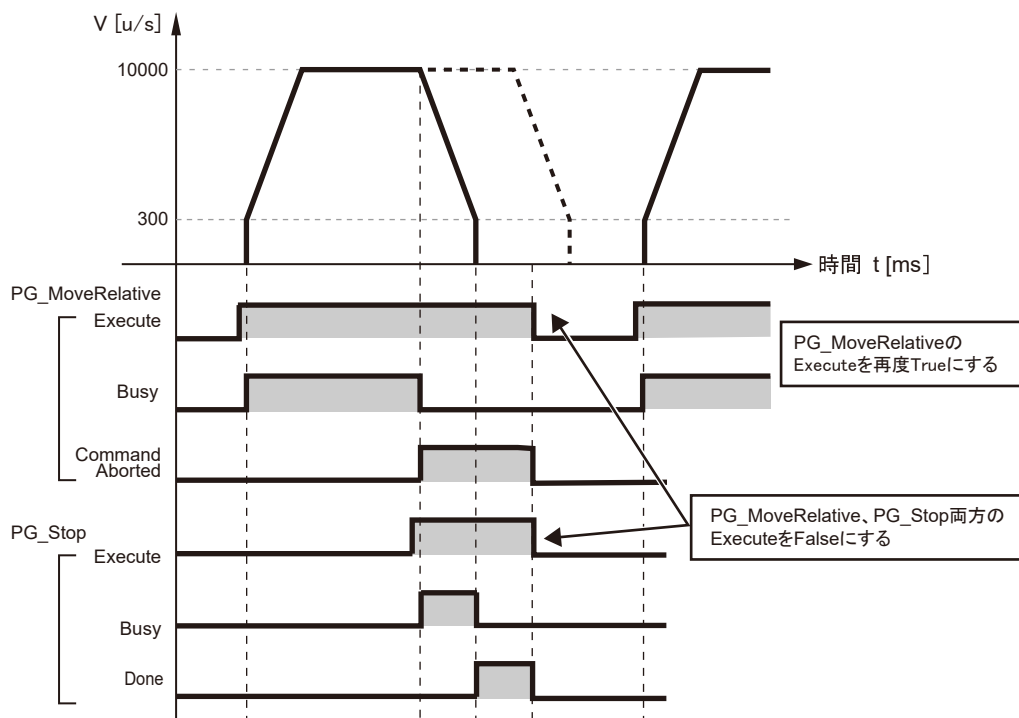 V [u/s]
10000
300
時間 t [ms]
PG_MoveRelative
Execute
Busy
Command
Aborted
PG_Stop
Execute
Busy
Done
PG_MoveRelativeの
Executeを再度Trueにする
PG_MoveRelative、PG_Stop両方の
ExecuteをFalseにする